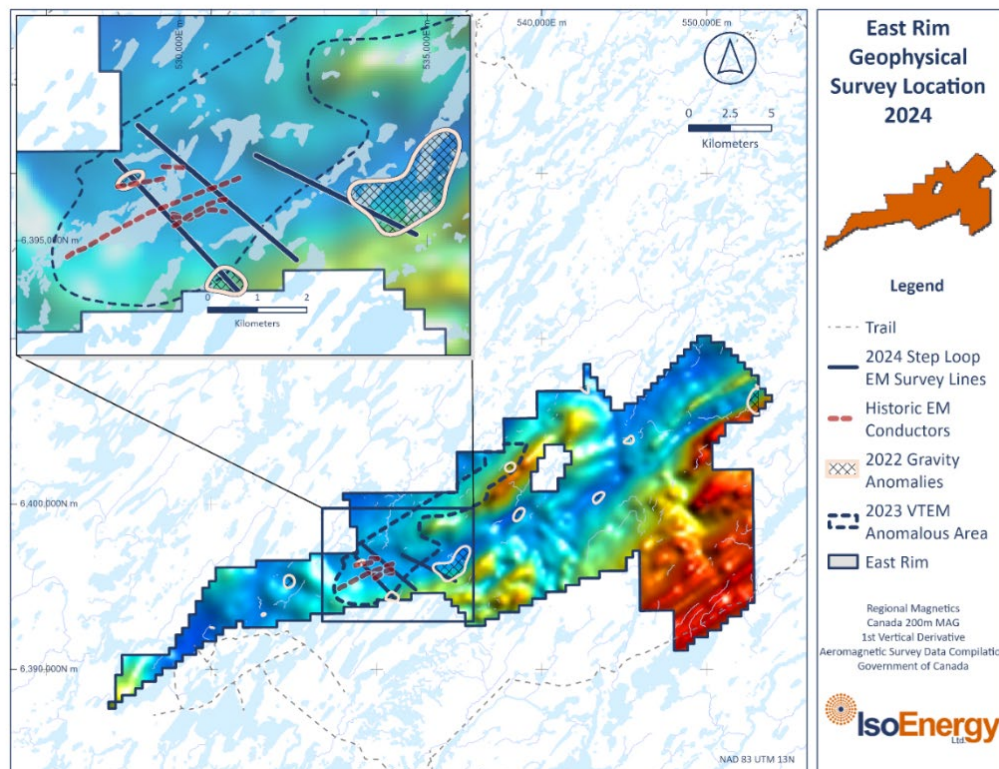 530,000E m
535,000E m
6,395,000N m
0 1 2
Kilometers
540,000E m
550,000E m
0 2.5 5
Kilometers
6,400,000N m
6,390,000N m
NAD 83 UTM 13N
East Rim
Geophysical
Survey Location
2024
Legend
Trail
2024 Step Loop
EM Survey Lines
Historic EM
Conductors
2022 Gravity
Anomalies
2023 VTEM
Anomalous Area
East Rim
Regional Magnetics
Canada 200m MAG
1st Vertical Derivative
Aeromagnetic Survey Data Compilatio
Government of Canada
IsoEnergy
Ltd.